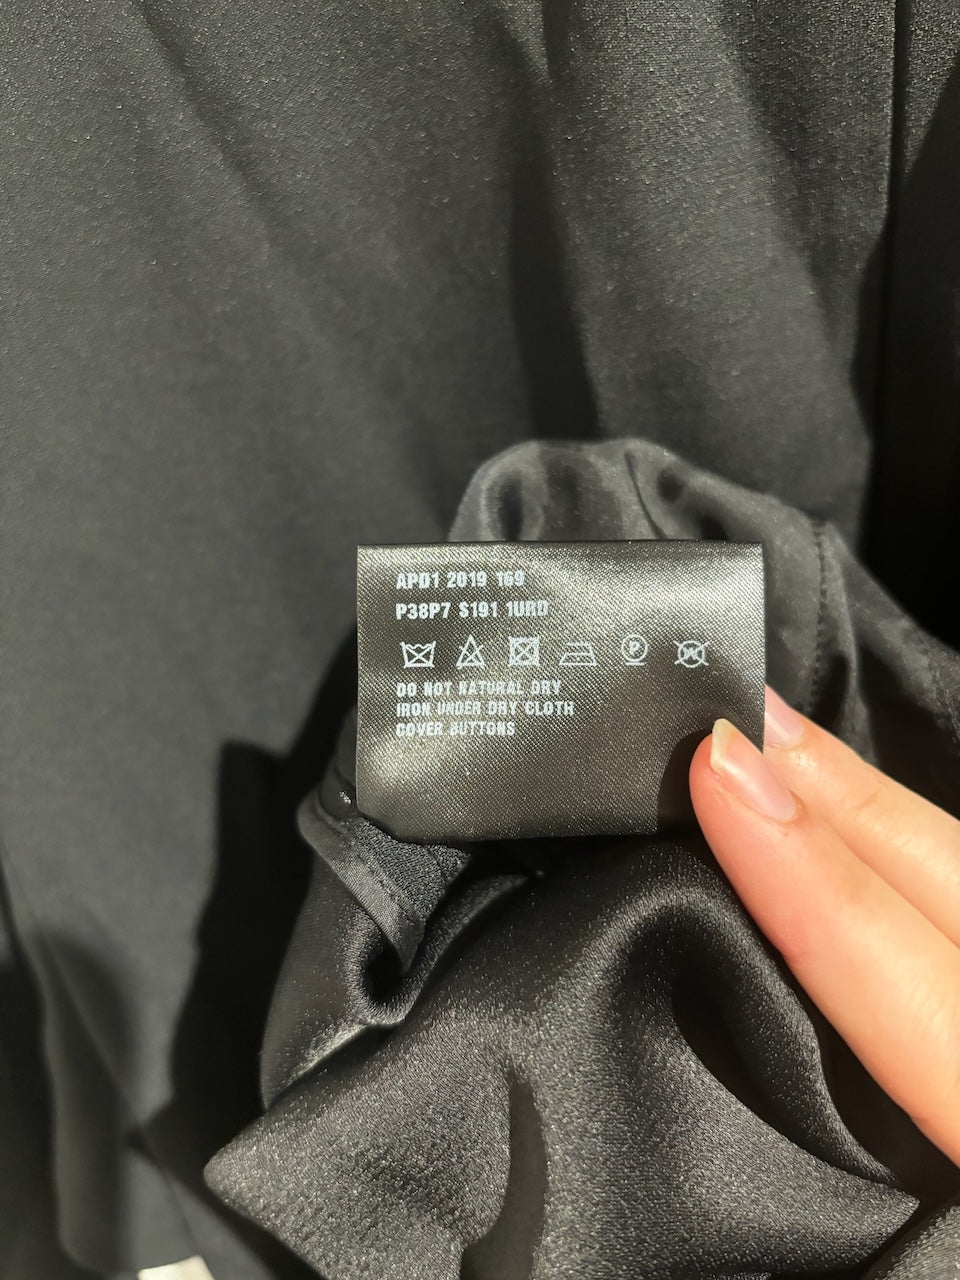 APD1 2019 169
P38P7 S191 1URD
P
W
DO NOT NATURAL DRY
IRON UNDER DRY CLOTH
COVER BUTTONS